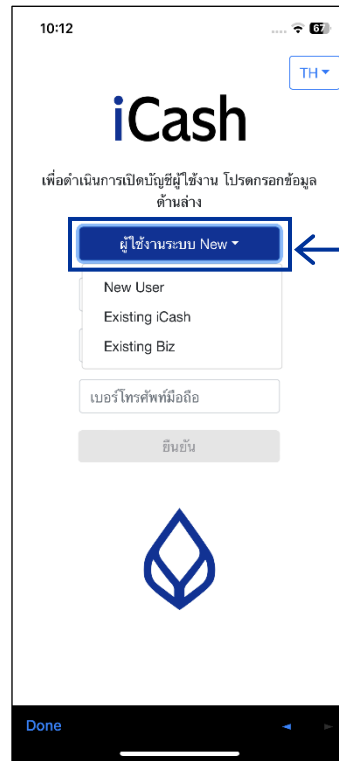 10:12
67
TH
iCash
เพื่อดำเนินการเปิดบัญชีผู้ใช้งาน โปรดกรอกข้อมูล
ด้านล่าง
ผู้ใช้งานระบบ New
New User
Existing iCash
Existing Biz
เบอร์โทรศัพท์มือถือ
ยืนยัน
Done